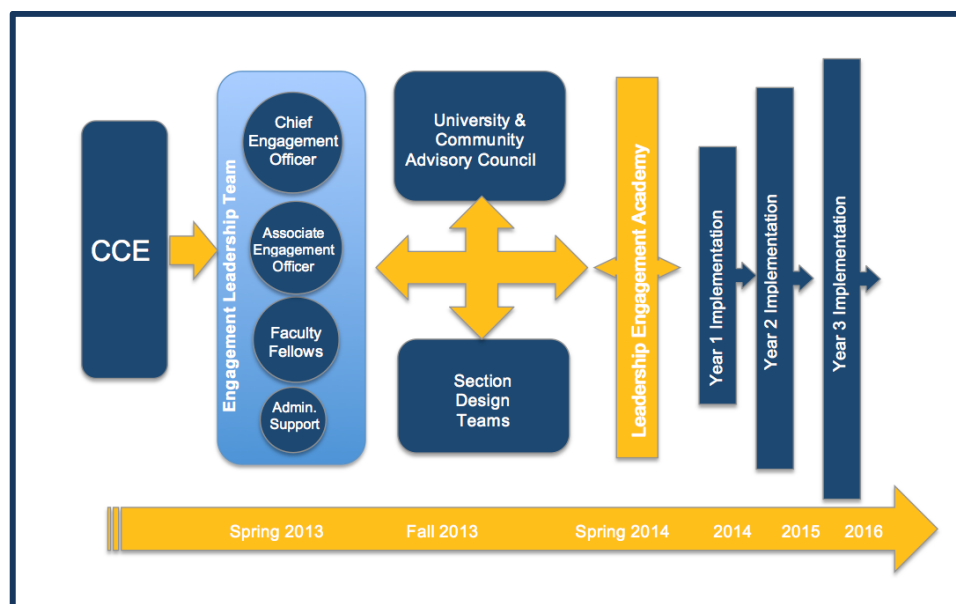 CCE
Engagement Leadership Team
Chief
Engagement
Officer
Associate
Engagement
Officer
Faculty
Fellows
Admin.
Support
University &
Community
Advisory Council
Section
Design
Teams
Leadership Engagement Academy
Year 1 Implementation
Year 2 Implementation
Year 3 Implementation
Spring 2013
Fall 2013
Spring 2014
2014
2015
2016